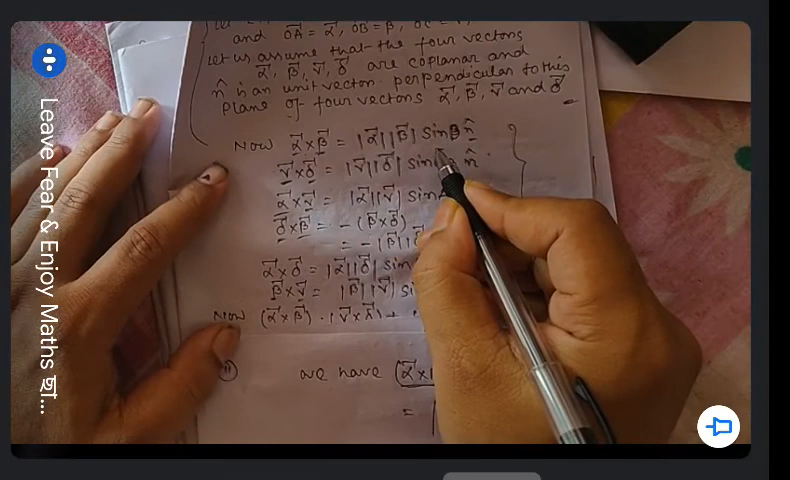 and OA⃗ = α⃗, OB⃗ = β⃗, OC⃗ =
Let us assume that the four vectors
α⃗, β⃗, γ⃗, δ⃗ are coplanar and
n̂ is an unit vector perpendicular to this
plane of four vectors α⃗, β⃗, γ⃗ and δ⃗
Now α⃗×β⃗ = |α⃗||β⃗| sin n̂
γ⃗×δ⃗ = |γ⃗||δ⃗| sin n̂.
α⃗×γ⃗ = |α⃗||γ⃗| sin
δ⃗×β⃗ = -(β⃗×δ⃗)
= -|β⃗||δ⃗
α⃗×δ⃗ = |α⃗||δ⃗| sin
β⃗×γ⃗ = |β⃗||γ⃗| si
Now (α⃗×β⃗).(γ⃗×δ⃗) +
(ii) we have (α⃗×
=
Leave Fear & Enjoy Maths ছা...